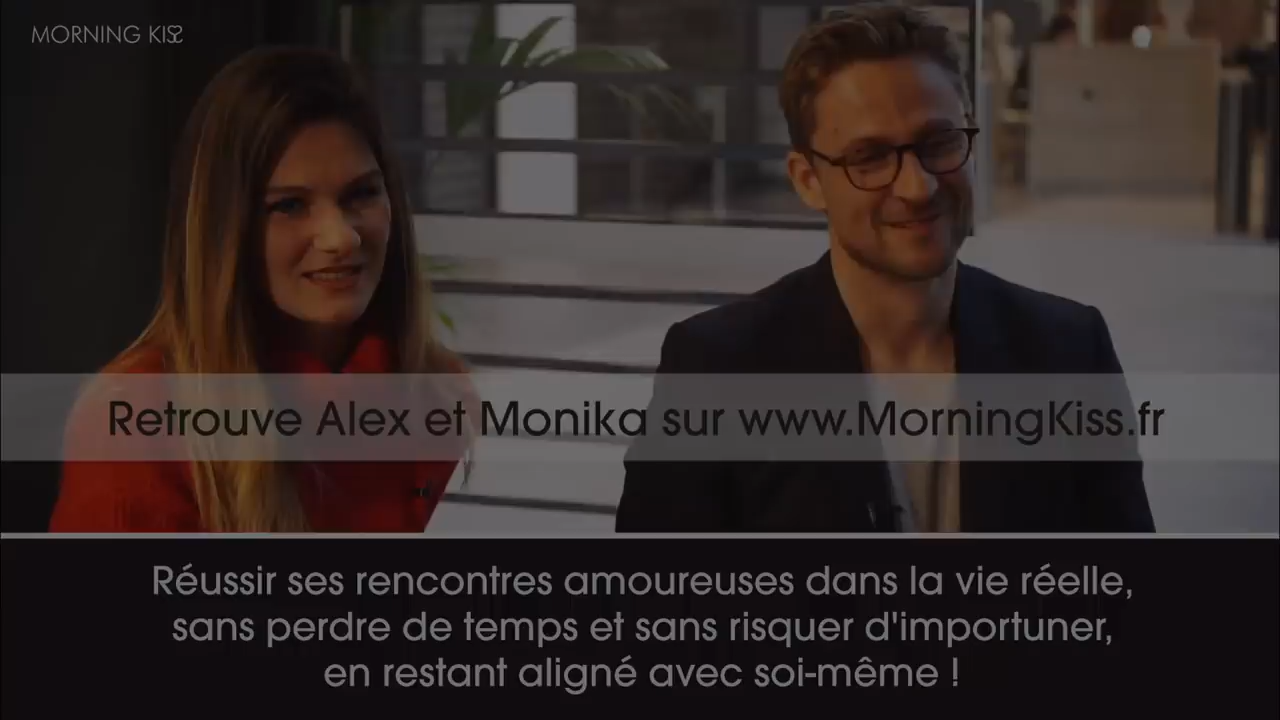 MORNING KISS
Retrouve Alex et Monika sur www.MorningKiss.fr
Réussir ses rencontres amoureuses dans la vie réelle,
sans perdre de temps et sans risquer d'importuner,
en restant aligné avec soi-même !